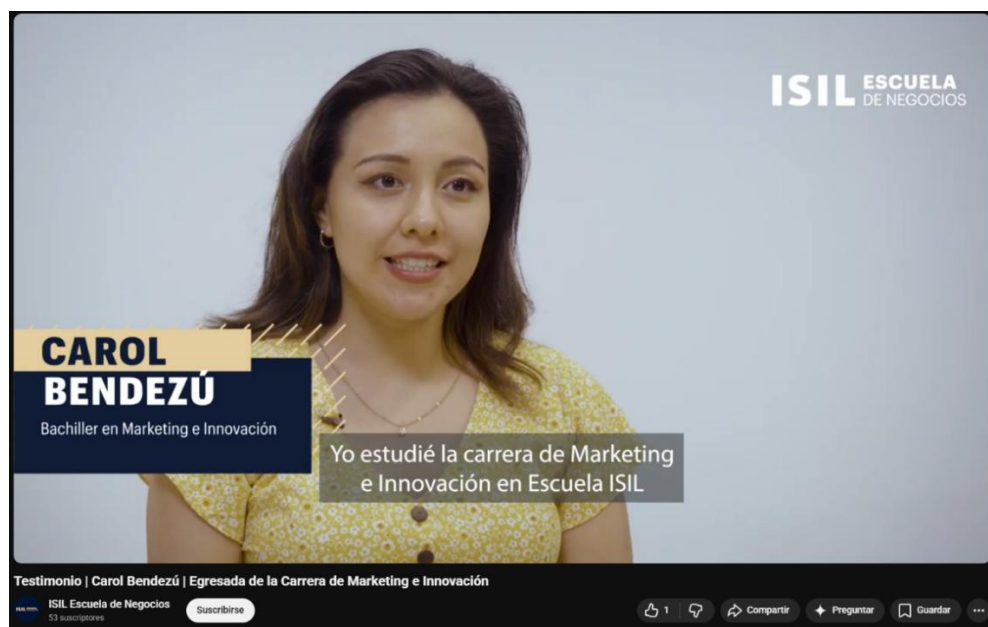 ISIL ESCUELA
DE NEGOCIOS
CAROL
BENDEZÚ
Bachiller en Marketing e Innovación
Yo estudié la carrera de Marketing
e Innovación en Escuela ISIL
Testimonio | Carol Bendezú | Egresada de la Carrera de Marketing e Innovación
ISIL Escuela de Negocios
53 suscriptores
Suscribirse
1
Compartir
Preguntar
Guardar